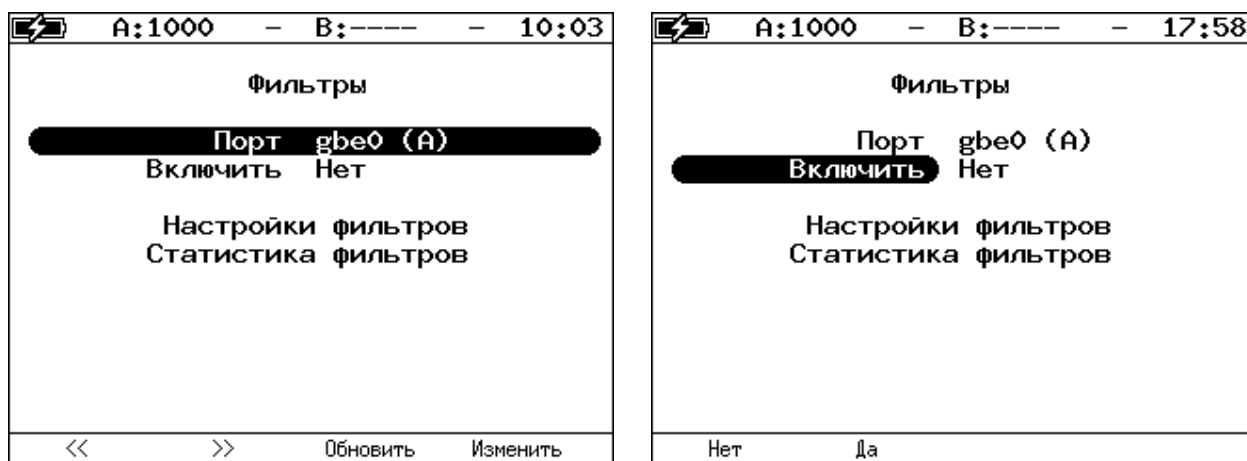 A:1000 – B:---- – 10:03
Фильтры
Порт gbe0 (A)
Включить Нет
Настройки фильтров
Статистика фильтров
<< >> Обновить Изменить
A:1000 – B:---- – 17:58
Фильтры
Порт gbe0 (A)
Включить Нет
Настройки фильтров
Статистика фильтров
Нет Да